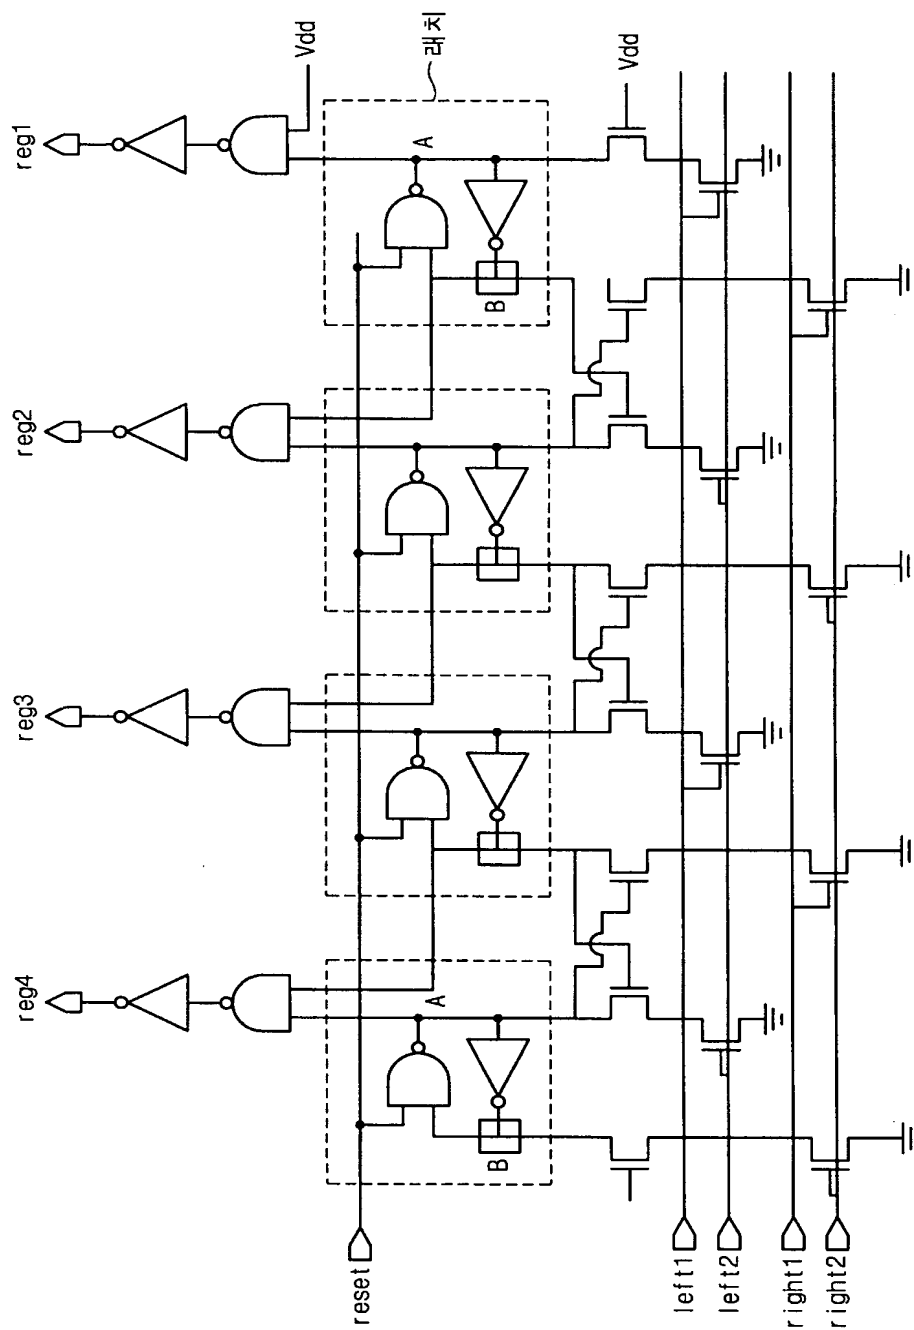 reg1
reg2
reg3
reg4
Vdd
래치
A
B
A
B
Vdd
reset
left1
left2
right1
right2